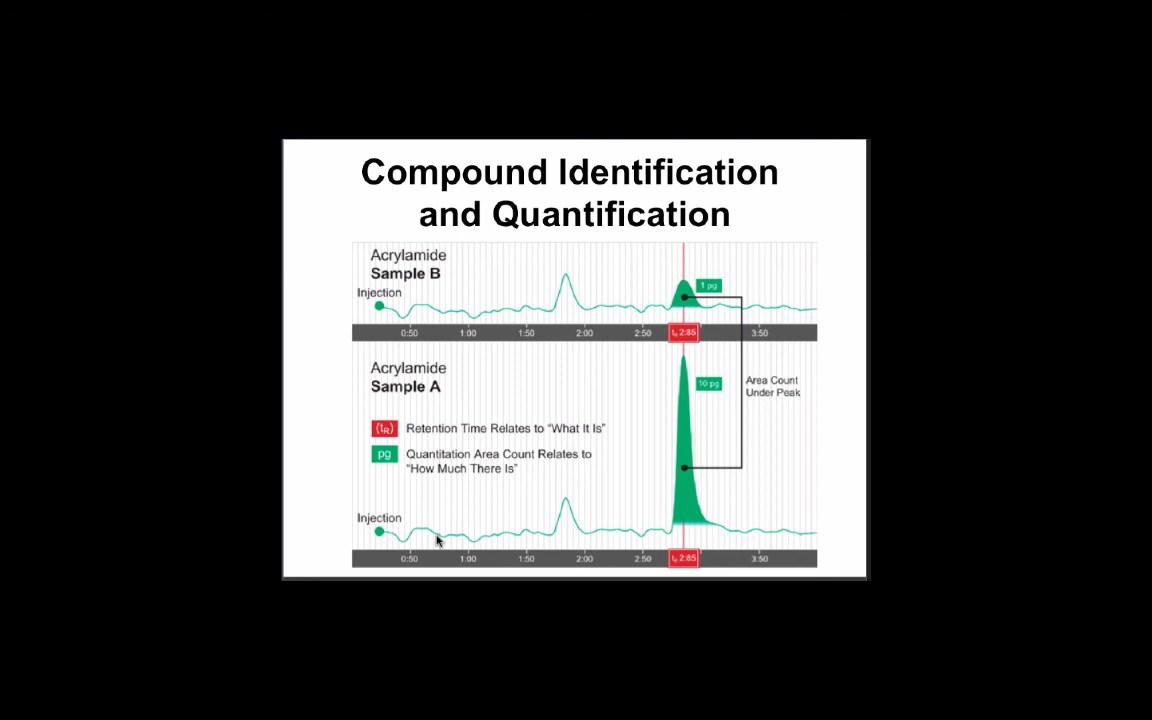 Compound Identification
and Quantification
Acrylamide
Sample B
Injection
1 pg
0:50 1:00 1:50 2:00 2:50 tR 2:85 3:50
Acrylamide
Sample A
10 pg
Area Count
Under Peak
(tR) Retention Time Relates to “What It Is”
pg Quantitation Area Count Relates to
“How Much There Is”
Injection
0:50 1:00 1:50 2:00 2:50 tR 2:85 3:50